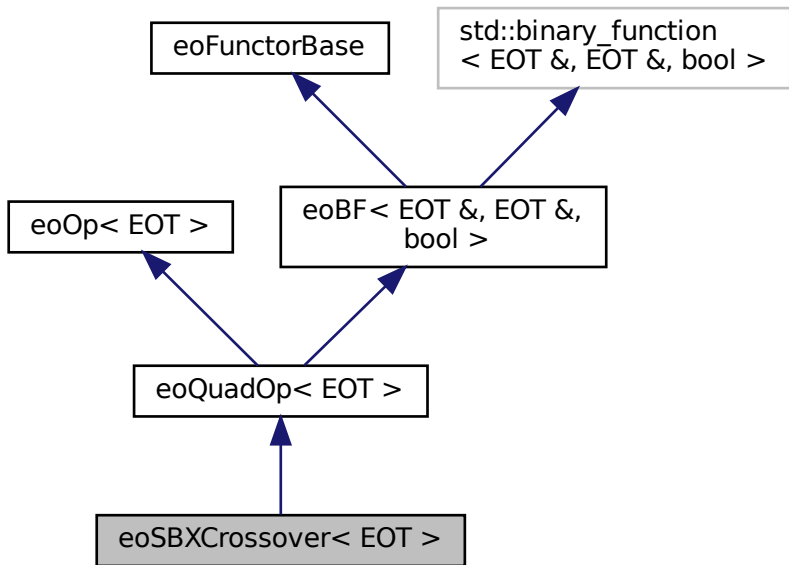 std::binary_function
< EOT &, EOT &, bool >
eoFunctorBase
eoBF< EOT &, EOT &,
bool >
eoOp< EOT >
eoQuadOp< EOT >
eoSBXCrossover< EOT >